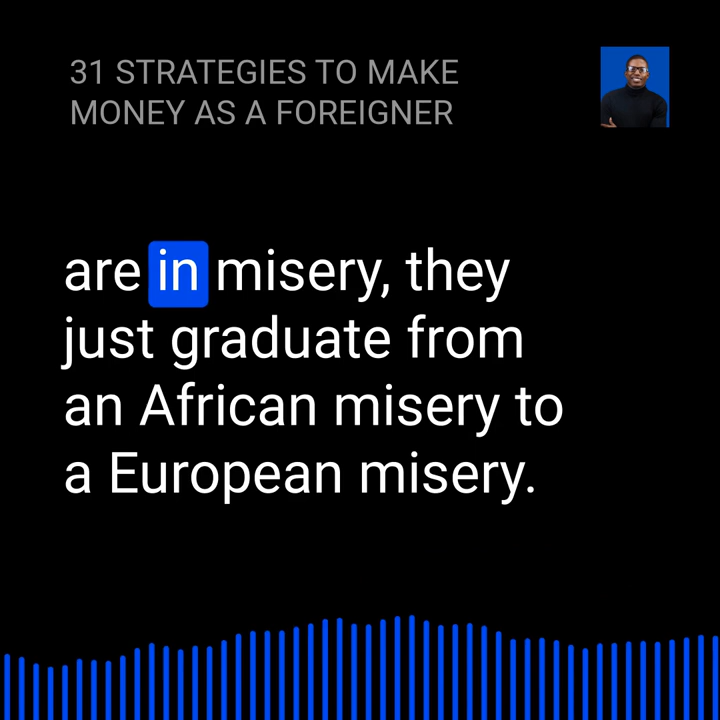 31 STRATEGIES TO MAKE
MONEY AS A FOREIGNER
are in misery, they
just graduate from
an African misery to
a European misery.